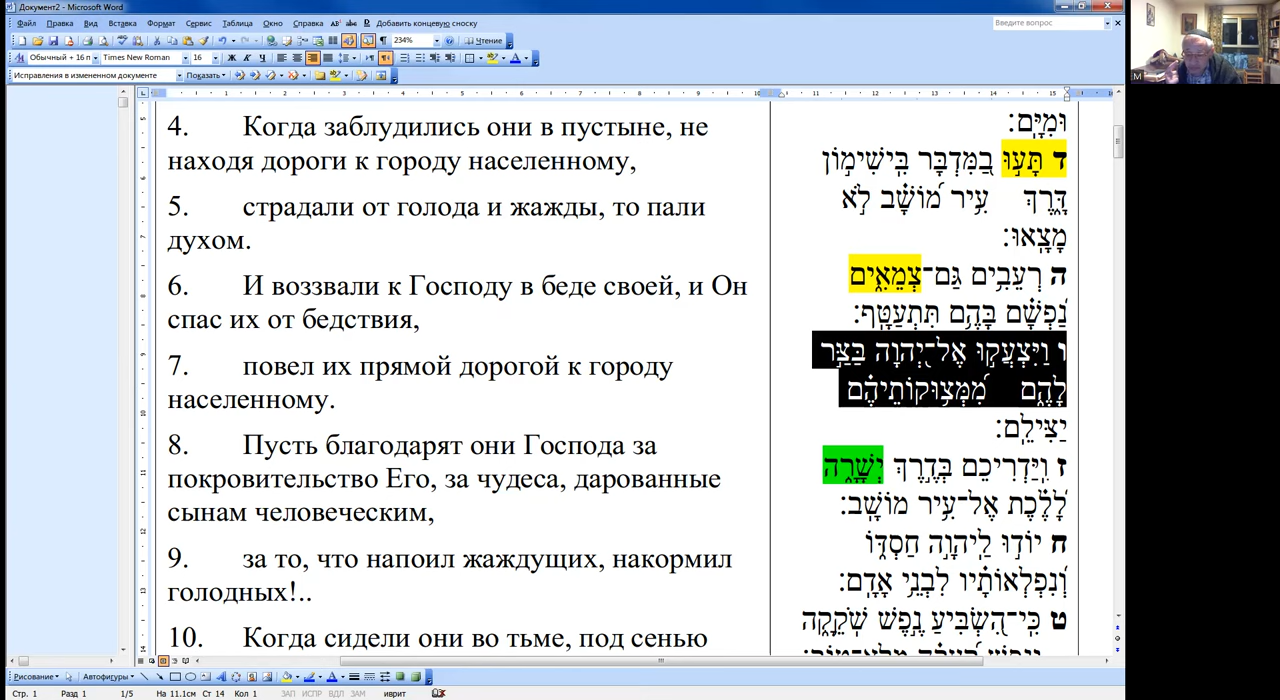 Документ2 - Microsoft Word
Файл Правка Вид Вставка Формат Сервис Таблица Окно Справка Добавить концевую сноску
Введите вопрос
234% Чтение
Обычный + 16 п Times New Roman 16 Ж К Ч
Исправления в измененном документе Показать
4. Когда заблудились они в пустыне, не
находя дороги к городу населенному,
5. страдали от голода и жажды, то пали
духом.
6. И воззвали к Господу в беде своей, и Он
спас их от бедствия,
7. повел их прямой дорогой к городу
населенному.
8. Пусть благодарят они Господа за
покровительство Его, за чудеса, дарованные
сынам человеческим,
9. за то, что напоил жаждущих, накормил
голодных!..
10. Когда сидели они во тьме, под сенью
וּמִיָּֽם׃
ד תָּע֣וּ בַ֭מִּדְבָּר בִּישִׁימ֣וֹן
דָּ֑רֶךְ עִ֥יר מ֝וֹשָׁ֗ב לֹ֣א
מָצָֽאוּ׃
ה רְעֵבִ֥ים גַּם־צְמֵאִ֑ים
נַ֝פְשָׁ֗ם בָּהֶ֥ם תִּתְעַטָּֽף׃
ו וַיִּצְעֲק֣וּ אֶל־יְ֭הוָה בַּצַּ֣ר
לָהֶ֑ם מִ֝מְּצ֥וּקוֹתֵיהֶ֗ם
יַצִּילֵֽם׃
ז וַֽ֭יַּדְרִיכֵם בְּדֶ֣רֶךְ יְשָׁרָ֑ה
לָ֝לֶ֗כֶת אֶל־עִ֥יר מוֹשָֽׁב׃
ח יוֹד֣וּ לַיהוָ֣ה חַסְדּ֑וֹ
וְ֝נִפְלְאוֹתָ֗יו לִבְנֵ֥י אָדָֽם׃
ט כִּי־הִ֭שְׂבִּיעַ נֶ֣פֶשׁ שֹׁקֵקָ֑ה
Рисование Автофигуры
Стр. 1 Разд 1 1/5 На 11.1см Ст 14 Кол 1 ЗАП ИСПР ВДЛ ЗАМ иврит
М